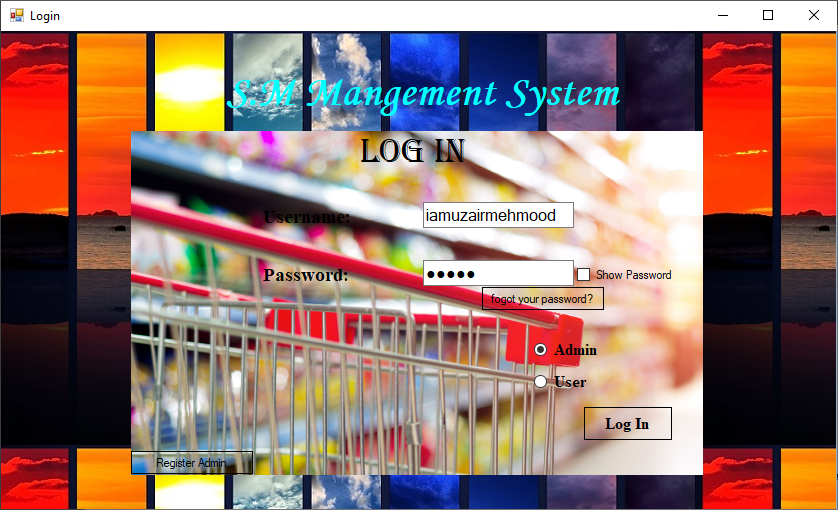 Login
S.M Mangement System
LOG IN
Username: iamuzairmehmood
Password: ●●●●● Show Password
fogot your password?
Admin
User
Log In
Register Admin